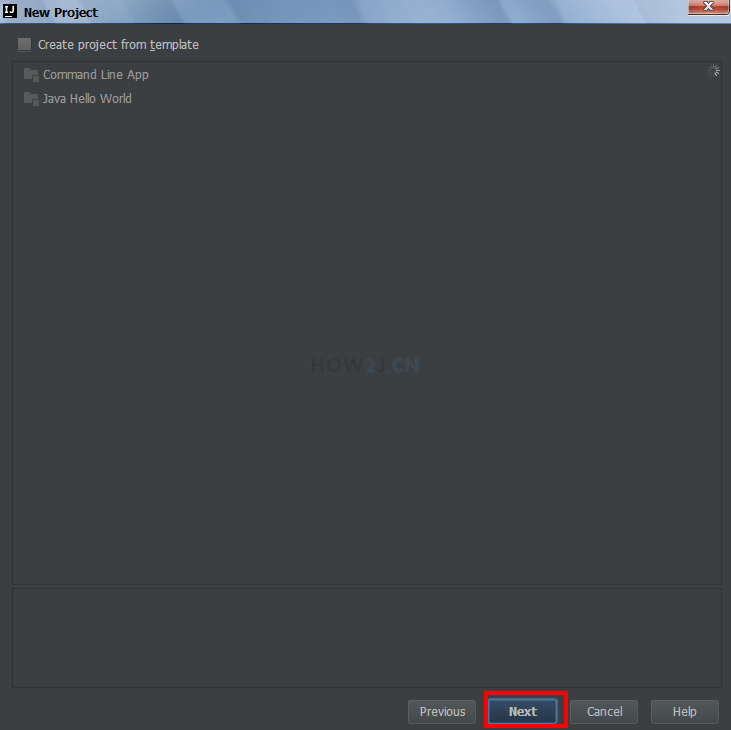 IJ New Project
Create project from template
Command Line App
Java Hello World
HOW2J.CN
Previous Next Cancel Help